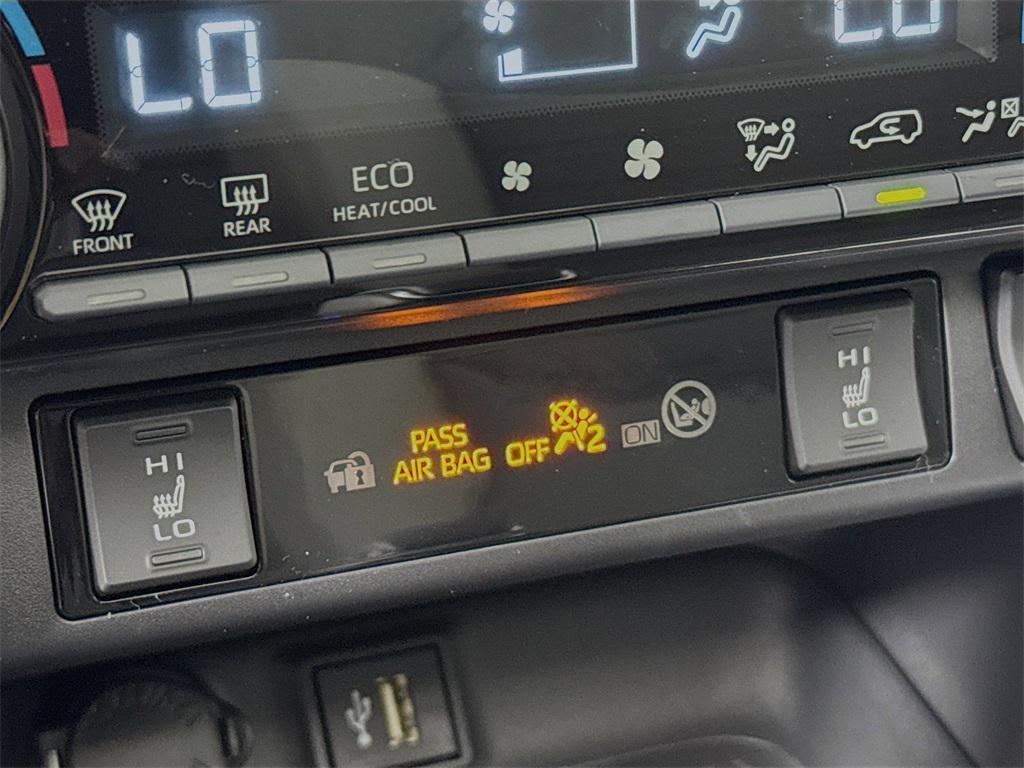 LO
LO
FRONT
REAR
ECO
HEAT/COOL
HI
LO
PASS
AIR BAG OFF 2 ON
HI
LO